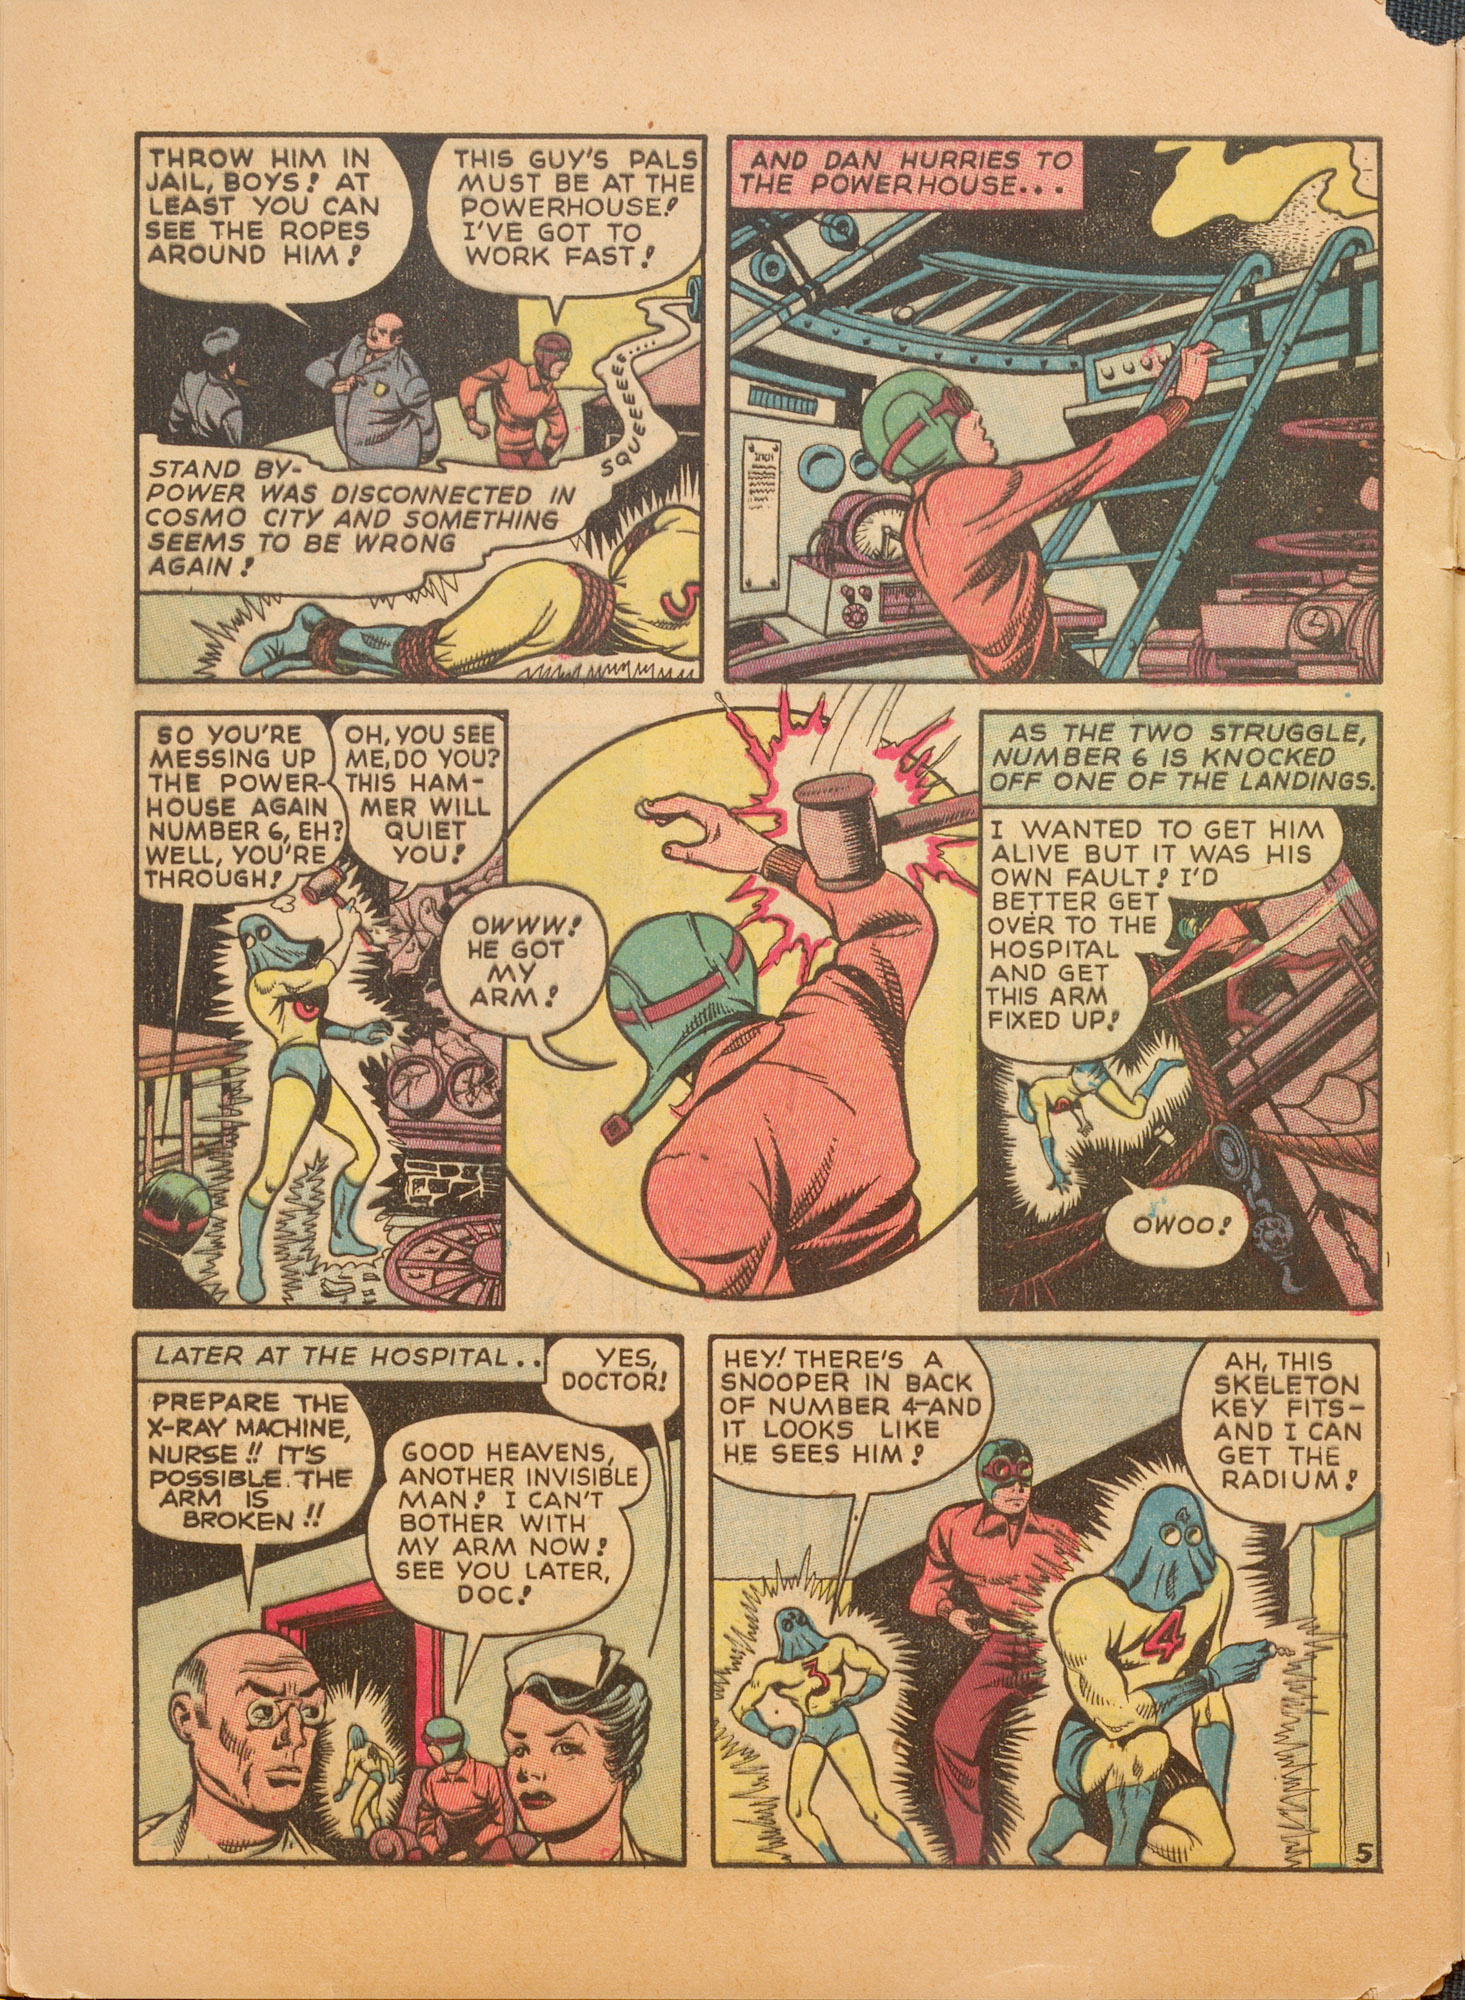 THROW HIM IN
JAIL, BOYS! AT
LEAST YOU CAN
SEE THE ROPES
AROUND HIM!
THIS GUY'S PALS
MUST BE AT THE
POWERHOUSE!
I'VE GOT TO
WORK FAST!
SQUEEEEEE....
STAND BY-
POWER WAS DISCONNECTED IN
COSMO CITY AND SOMETHING
SEEMS TO BE WRONG
AGAIN!
5
AND DAN HURRIES TO
THE POWERHOUSE...
SO YOU'RE
MESSING UP
THE POWER-
HOUSE AGAIN
NUMBER 6, EH?
WELL, YOU'RE
THROUGH!
OH, YOU SEE
ME, DO YOU?
THIS HAM-
MER WILL
QUIET
YOU!
OWWW!
HE GOT
MY
ARM!
AS THE TWO STRUGGLE,
NUMBER 6 IS KNOCKED
OFF ONE OF THE LANDINGS.
I WANTED TO GET HIM
ALIVE BUT IT WAS HIS
OWN FAULT! I'D
BETTER GET
OVER TO THE
HOSPITAL
AND GET
THIS ARM
FIXED UP!
OWOO!
LATER AT THE HOSPITAL..
PREPARE THE
X-RAY MACHINE,
NURSE!! IT'S
POSSIBLE THE
ARM IS
BROKEN!!
YES,
DOCTOR!
GOOD HEAVENS,
ANOTHER INVISIBLE
MAN! I CAN'T
BOTHER WITH
MY ARM NOW!
SEE YOU LATER,
DOC!
HEY! THERE'S A
SNOOPER IN BACK
OF NUMBER 4-AND
IT LOOKS LIKE
HE SEES HIM!
AH, THIS
SKELETON
KEY FITS-
AND I CAN
GET THE
RADIUM!
3
4
4
5